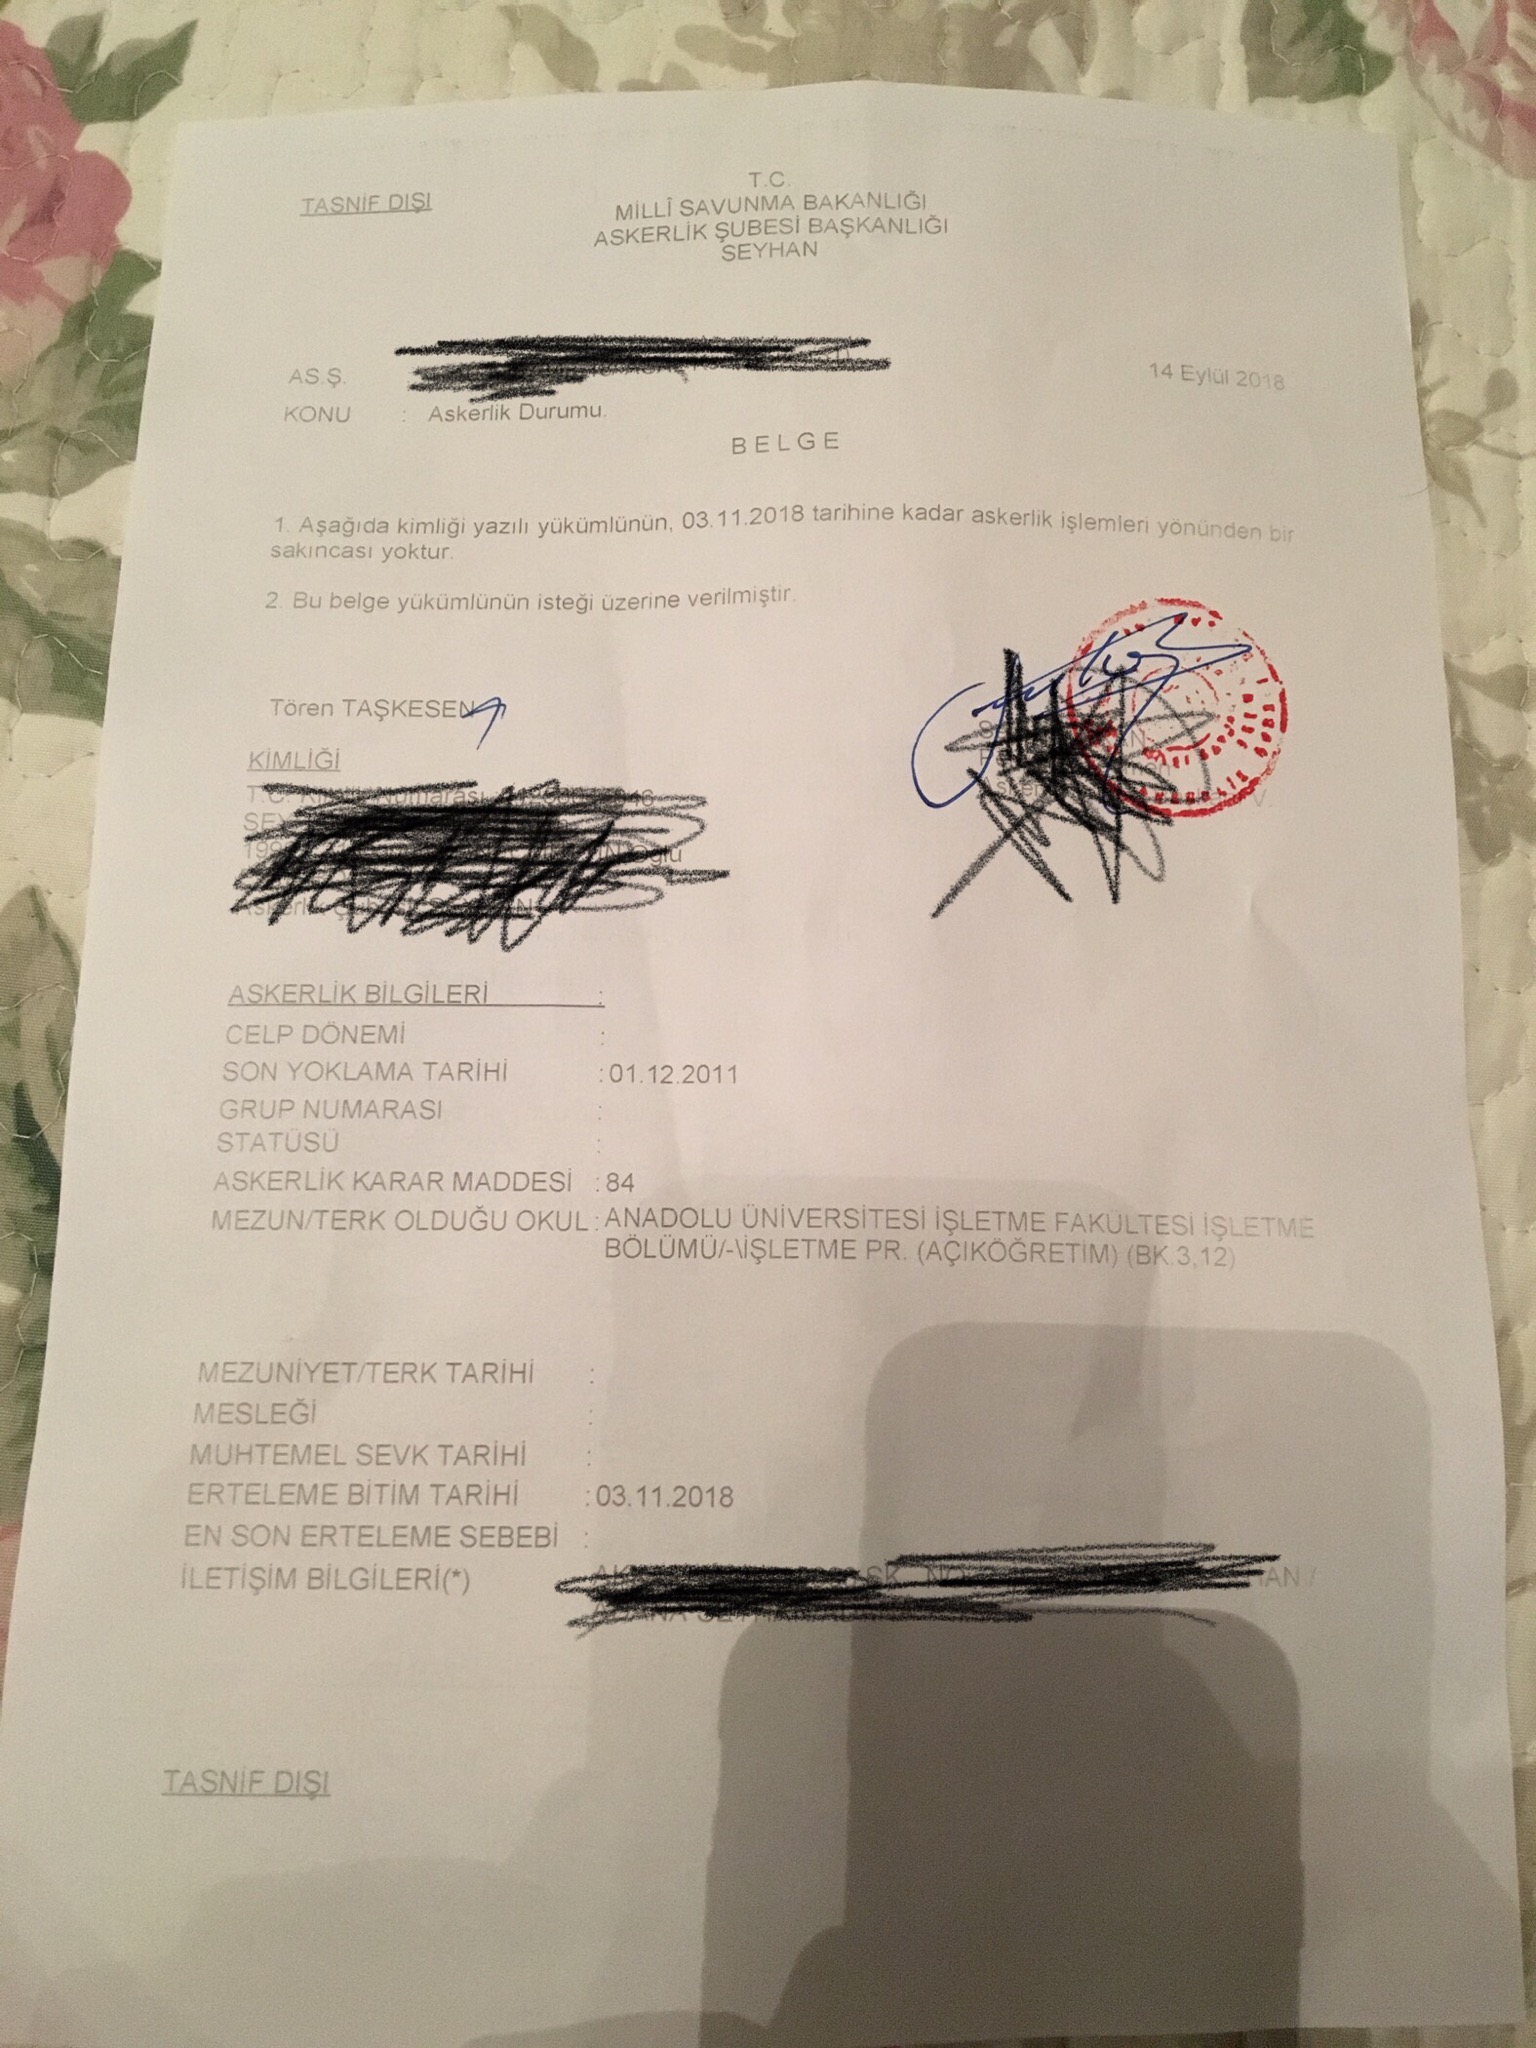 TASNİF DIŞI
T.C.
MİLLÎ SAVUNMA BAKANLIĞI
ASKERLİK ŞUBESİ BAŞKANLIĞI
SEYHAN
AS.Ş.
14 Eylül 2018
KONU : Askerlik Durumu.
B E L G E
1. Aşağıda kimliği yazılı yükümlünün, 03.11.2018 tarihine kadar askerlik işlemleri yönünden bir
sakıncası yoktur.
2. Bu belge yükümlünün isteği üzerine verilmiştir.
Tören TAŞKESEN
KİMLİĞİ
ASKERLİK BİLGİLERİ :
CELP DÖNEMİ :
SON YOKLAMA TARİHİ : 01.12.2011
GRUP NUMARASI :
STATÜSÜ :
ASKERLİK KARAR MADDESİ : 84
MEZUN/TERK OLDUĞU OKUL : ANADOLU ÜNİVERSİTESİ İŞLETME FAKÜLTESİ İŞLETME
BÖLÜMÜ/-\İŞLETME PR. (AÇIKÖĞRETİM) (BK.3,12)
MEZUNİYET/TERK TARİHİ :
MESLEĞİ :
MUHTEMEL SEVK TARİHİ :
ERTELEME BİTİM TARİHİ : 03.11.2018
EN SON ERTELEME SEBEBİ :
İLETİŞİM BİLGİLERİ(*)
TASNİF DIŞI